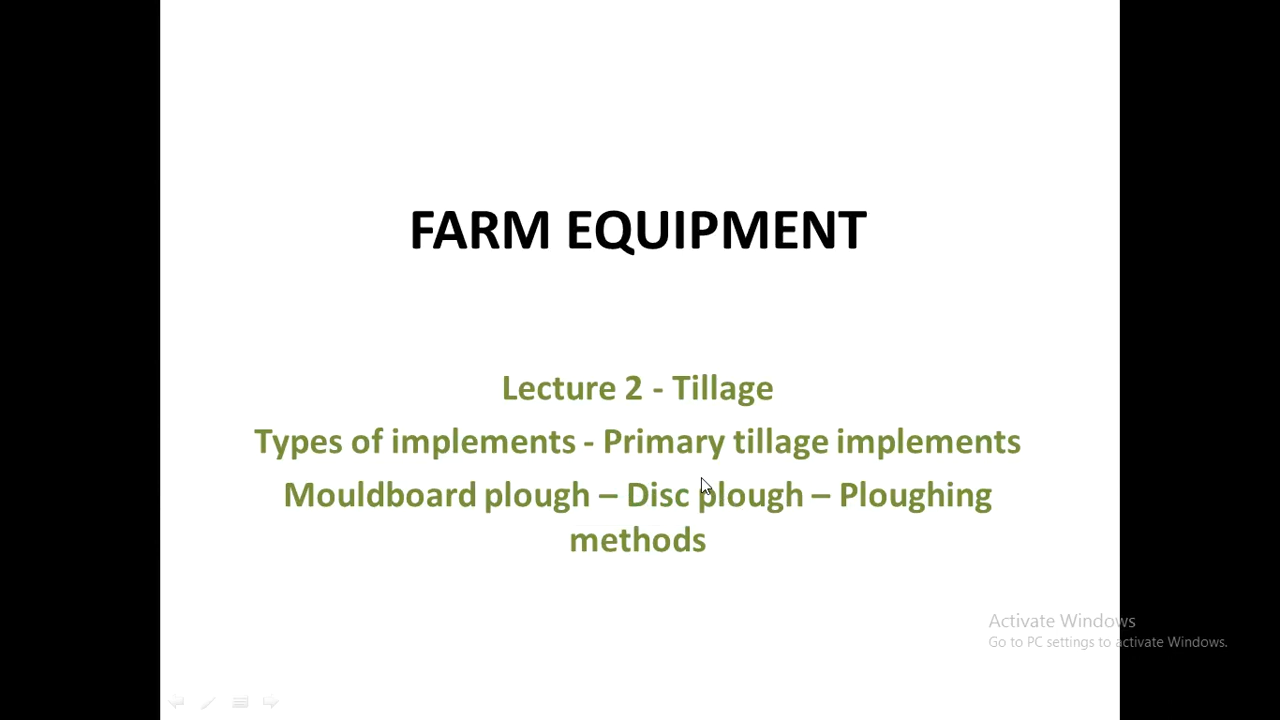 FARM EQUIPMENT
Lecture 2 - Tillage
Types of implements - Primary tillage implements
Mouldboard plough – Disc plough – Ploughing
methods
Activate Windows
Go to PC settings to activate Windows.